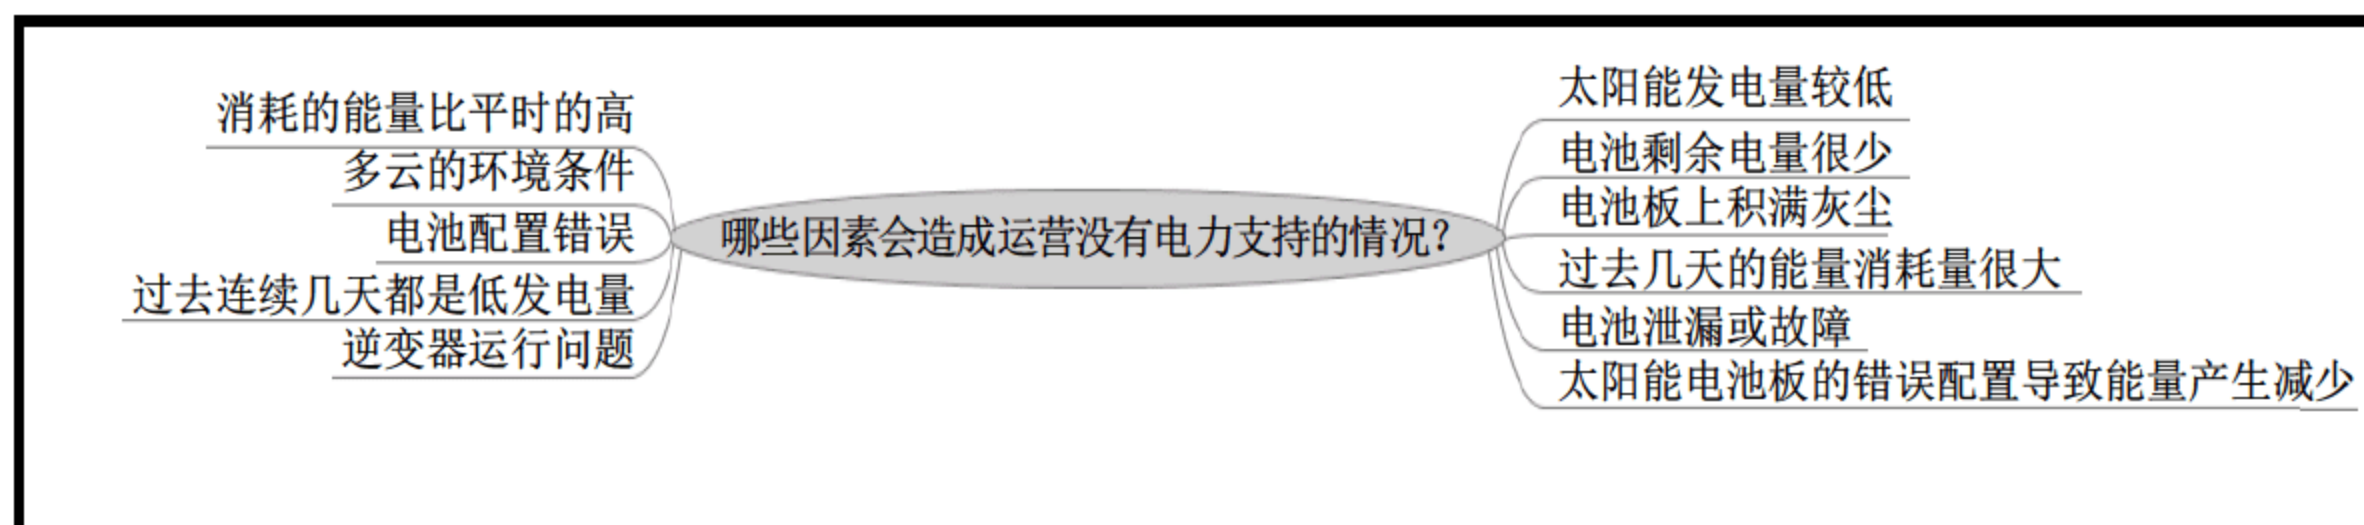 消耗的能量比平时的高
多云的环境条件
电池配置错误
过去连续几天都是低发电量
逆变器运行问题
哪些因素会造成运营没有电力支持的情况?
太阳能发电量较低
电池剩余电量很少
电池板上积满灰尘
过去几天的能量消耗量很大
电池泄漏或故障
太阳能电池板的错误配置导致能量产生减少